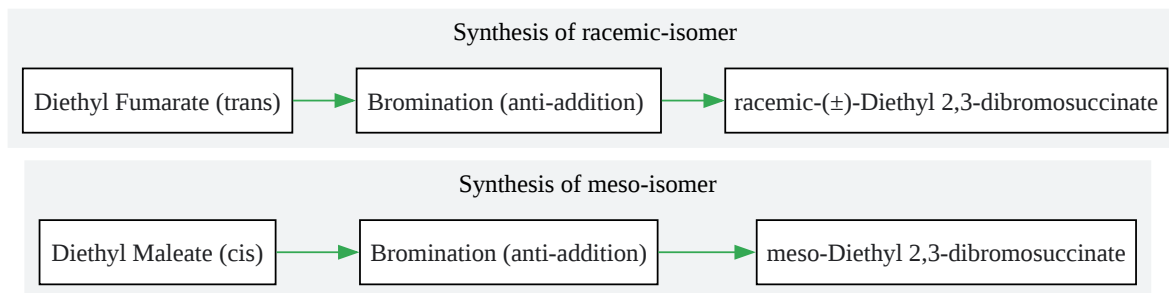 Synthesis of racemic-isomer
Diethyl Fumarate (trans)
Bromination (anti-addition)
racemic-(±)-Diethyl 2,3-dibromosuccinate
Synthesis of meso-isomer
Diethyl Maleate (cis)
Bromination (anti-addition)
meso-Diethyl 2,3-dibromosuccinate